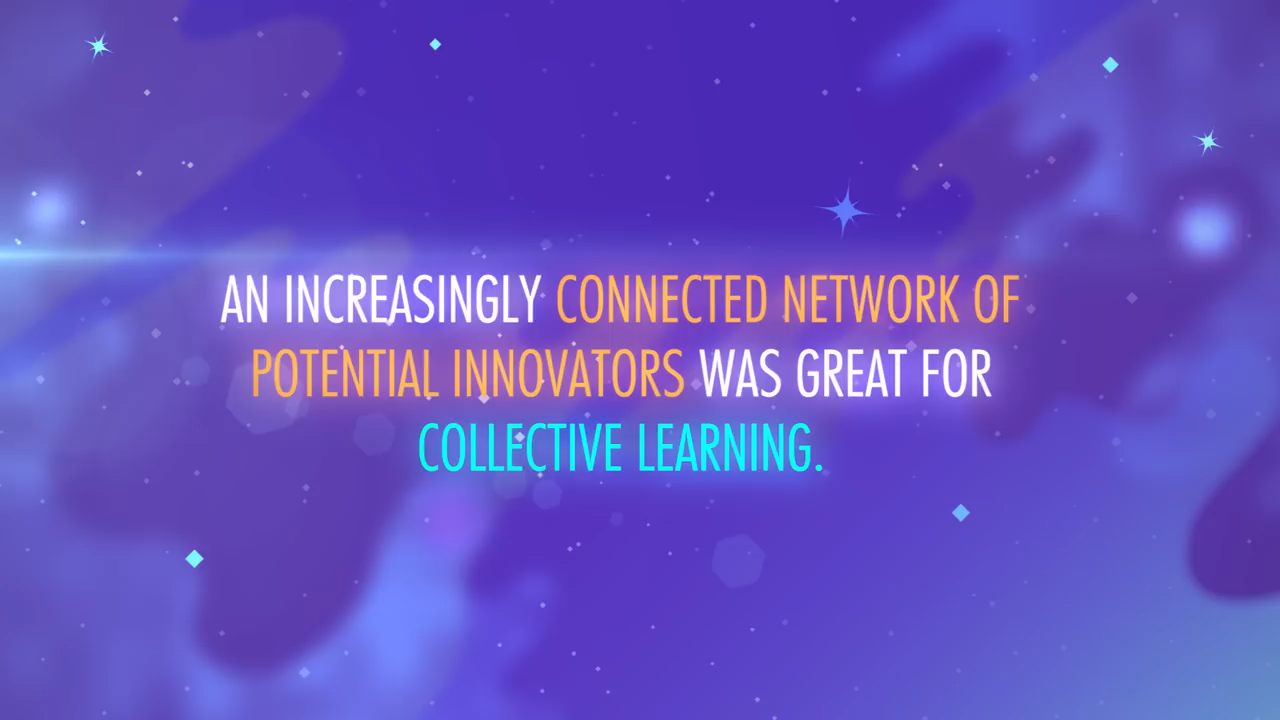 AN INCREASINGLY CONNECTED NETWORK OF
POTENTIAL INNOVATORS WAS GREAT FOR
COLLECTIVE LEARNING.